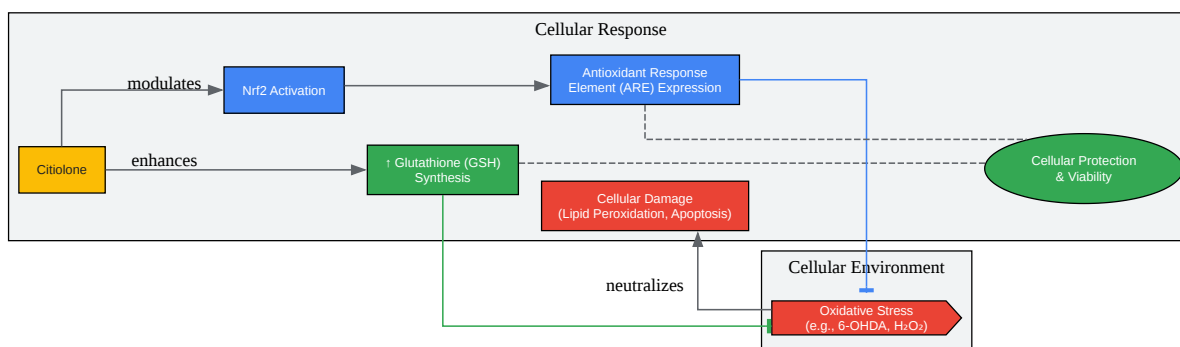 Cellular Response
modulates
Nrf2 Activation
Antioxidant Response
Element (ARE) Expression
Citiolone
enhances
↑ Glutathione (GSH)
Synthesis
Cellular Protection
& Viability
Cellular Damage
(Lipid Peroxidation, Apoptosis)
Cellular Environment
neutralizes
Oxidative Stress
(e.g., 6-OHDA, H₂O₂)